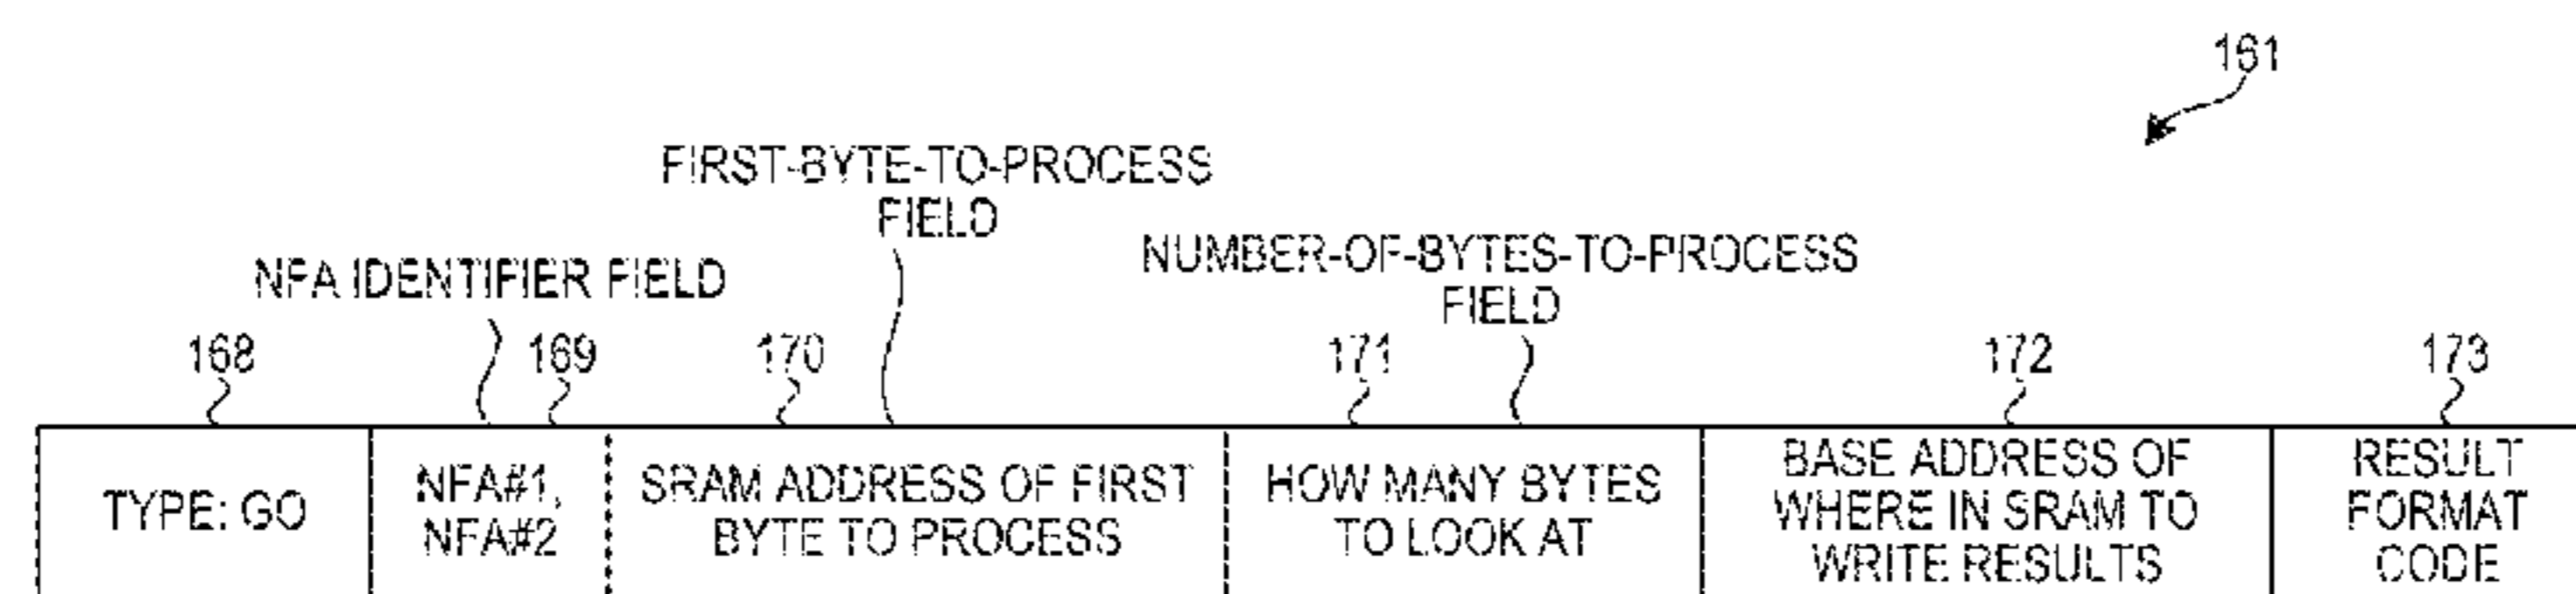 161
FIRST-BYTE-TO-PROCESS
FIELD
NUMBER-OF-BYTES-TO-PROCESS
FIELD
NFA IDENTIFIER FIELD
168
169
170
171
172
173
TYPE: GO
NFA#1,
NFA#2
SRAM ADDRESS OF FIRST
BYTE TO PROCESS
HOW MANY BYTES
TO LOOK AT
BASE ADDRESS OF
WHERE IN SRAM TO
WRITE RESULTS
RESULT
FORMAT
CODE